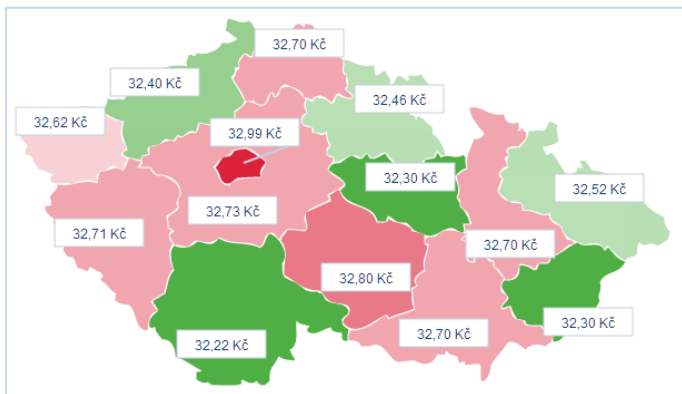 32,70 Kč
32,40 Kč
32,46 Kč
32,62 Kč
32,99 Kč
32,30 Kč
32,52 Kč
32,73 Kč
32,71 Kč
32,70 Kč
32,80 Kč
32,30 Kč
32,70 Kč
32,22 Kč